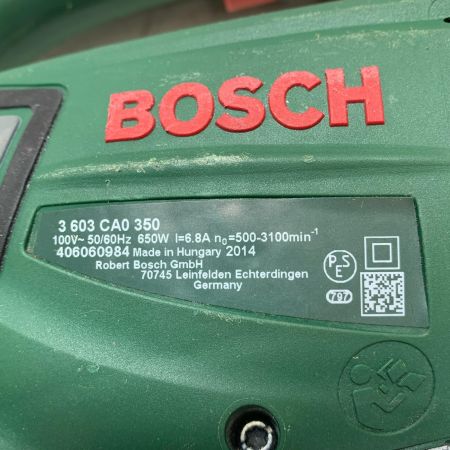 BOSCH
3 603 CA0 350
100V~ 50/60Hz 650W I=6.8A n₀=500-3100min⁻¹
406060984 Made in Hungary 2014
Robert Bosch GmbH
70745 Leinfelden Echterdingen
Germany
PSE
797